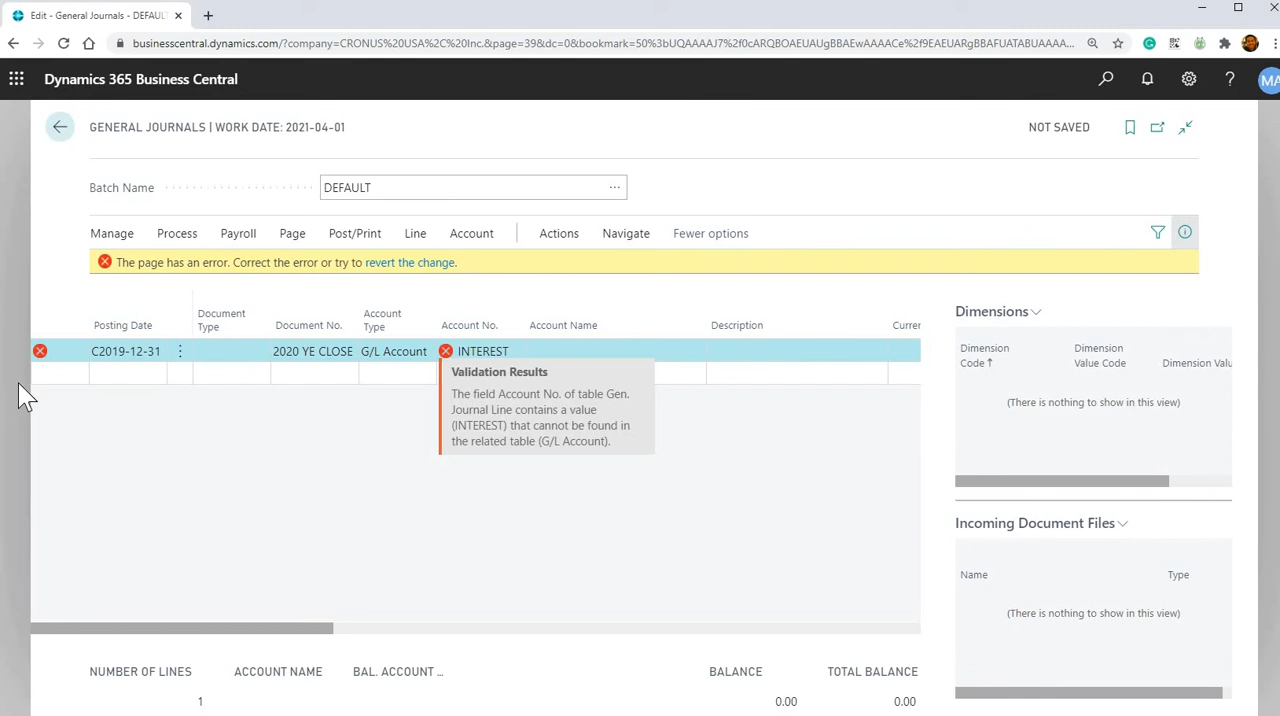 Edit - General Journals - DEFAUL
businesscentral.dynamics.com/?company=CRONUS%20USA%2C%20Inc.&page=39&dc=0&bookmark=50%3bUQAAAAJ7%2f0cARQBOAEUAUgBBAEwAAAACe%2f9EAEUARgBBAFUATABUAAAA...
Dynamics 365 Business Central
?
MA
GENERAL JOURNALS | WORK DATE: 2021-04-01
NOT SAVED
Batch Name
DEFAULT
Manage Process Payroll Page Post/Print Line Account Actions Navigate Fewer options
The page has an error. Correct the error or try to revert the change.
Posting Date
Document Type
Document No.
Account Type
Account No.
Account Name
Description
Curren
C2019-12-31 2020 YE CLOSE G/L Account INTEREST
Validation Results
The field Account No. of table Gen.
Journal Line contains a value
(INTEREST) that cannot be found in
the related table (G/L Account).
Dimensions
Dimension Code
Dimension Value Code
Dimension Valu
(There is nothing to show in this view)
Incoming Document Files
Name Type
(There is nothing to show in this view)
NUMBER OF LINES ACCOUNT NAME BAL. ACCOUNT ... BALANCE TOTAL BALANCE
1 0.00 0.00